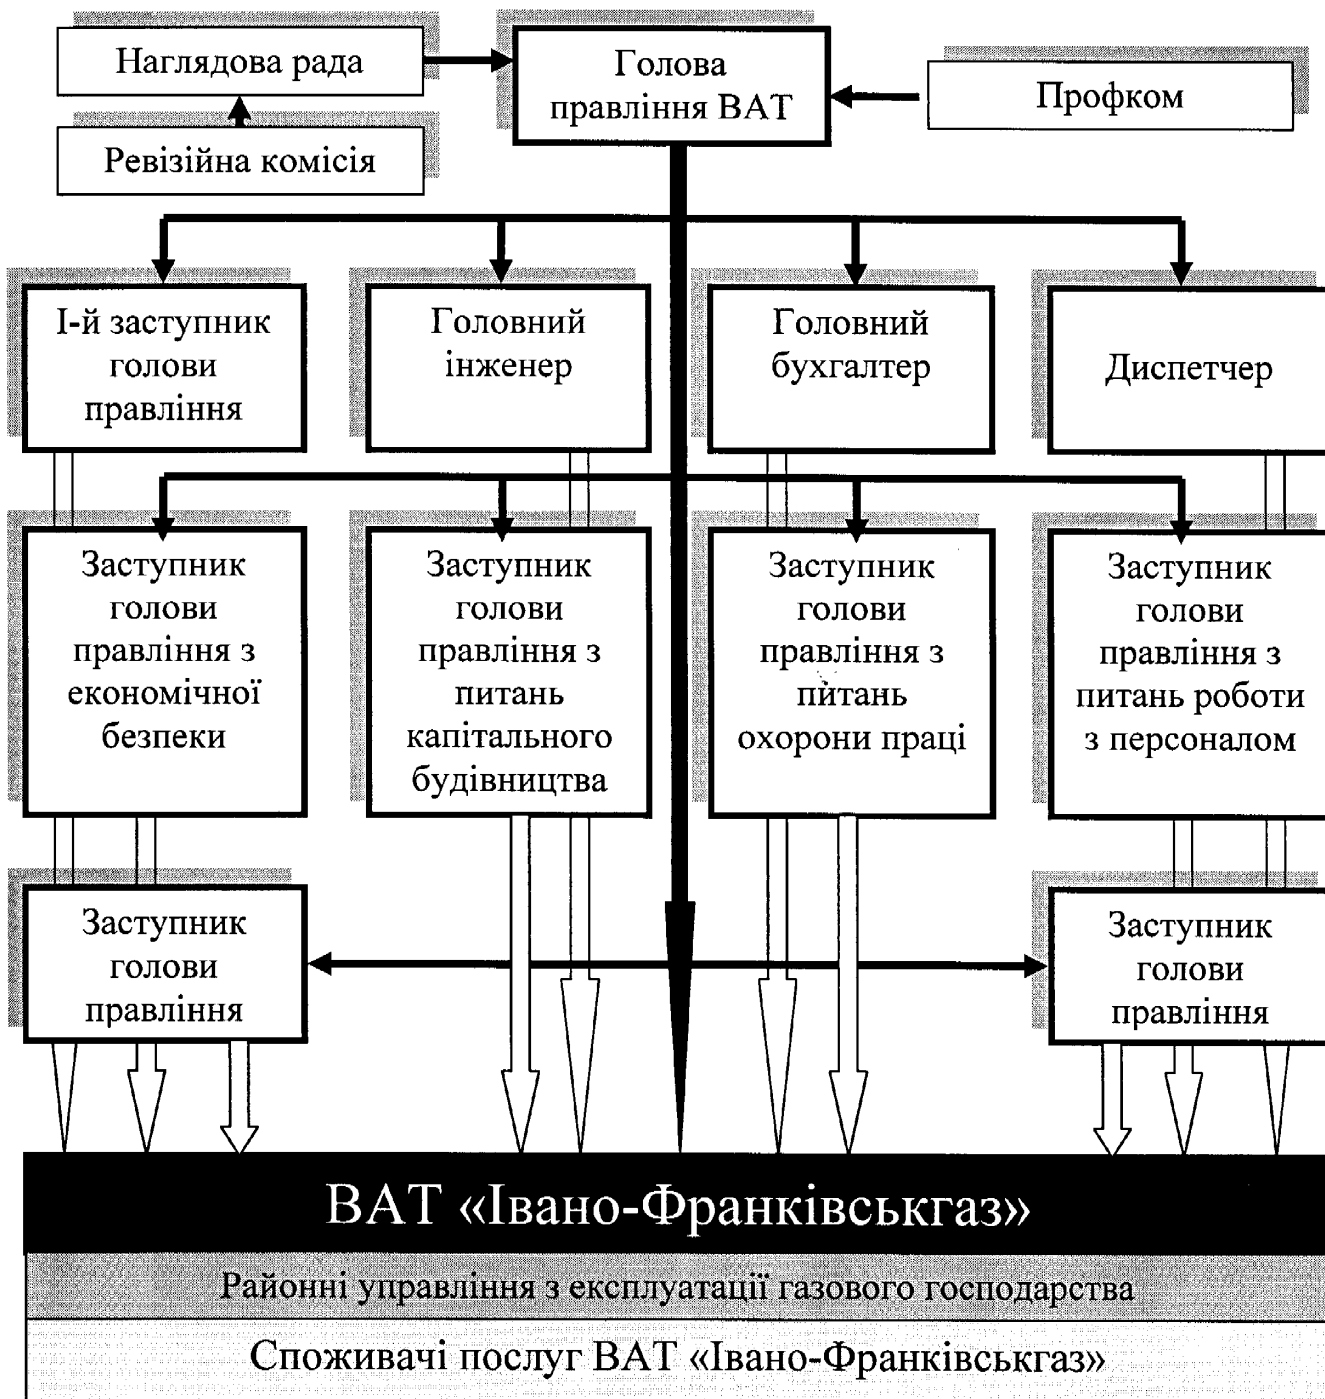 Наглядова рада
Голова
правління ВАТ
Профком
Ревізійна комісія
І-й заступник
голови
правління
Головний
інженер
Головний
бухгалтер
Диспетчер
Заступник
голови
правління з
економічної
безпеки
Заступник
голови
правління з
питань
капітального
будівництва
Заступник
голови
правління з
питань
охорони праці
Заступник
голови
правління з
питань роботи
з персоналом
Заступник
голови
правління
Заступник
голови
правління
ВАТ «Івано-Франківськгаз»
Районні управління з експлуатації газового господарства
Споживачі послуг ВАТ «Івано-Франківськгаз»